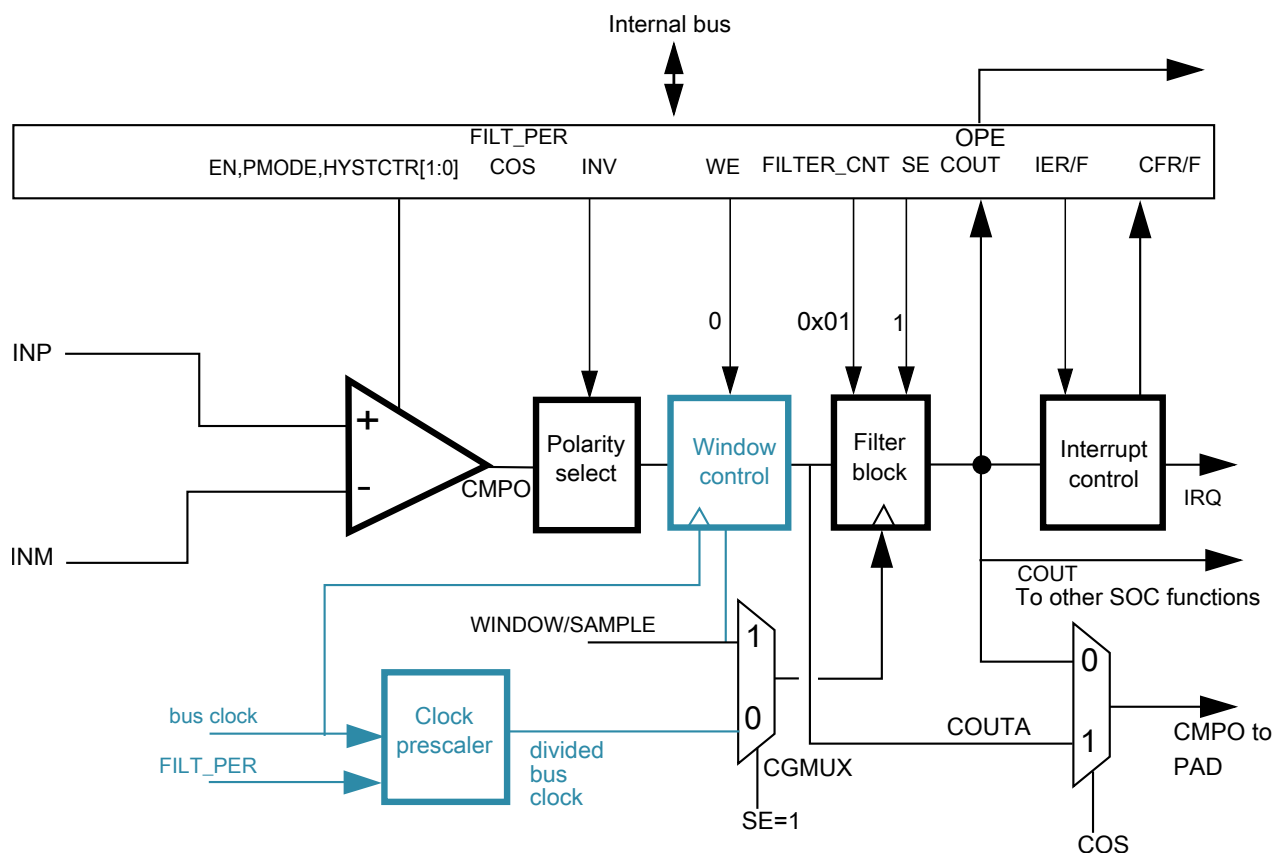 Internal bus
FILT_PER
OPE
EN,PMODE,HYSTCTR[1:0]
COS
INV
WE
FILTER_CNT
SE
COUT
IER/F
CFR/F
0
0x01
1
INP
+
-
INM
CMPO
Polarity
select
Window
control
Filter
block
Interrupt
control
IRQ
COUT
To other SOC functions
WINDOW/SAMPLE
1
0
CGMUX
SE=1
bus clock
FILT_PER
Clock
prescaler
divided
bus
clock
COUTA
0
1
CMPO to
PAD
COS